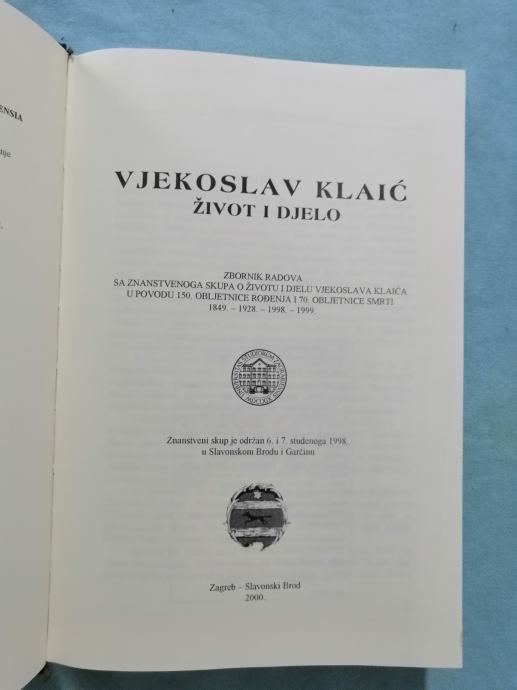 ENSIA
nje
VJEKOSLAV KLAIĆ
ŽIVOT I DJELO
ZBORNIK RADOVA
SA ZNANSTVENOGA SKUPA O ŽIVOTU I DJELU VJEKOSLAVA KLAIĆA
U POVODU 150. OBLJETNICE ROĐENJA I 70. OBLJETNICE SMRTI
1849. – 1928. – 1998. – 1999.
Znanstveni skup je održan 6. i 7. studenoga 1998.
u Slavonskom Brodu i Garčinu
Zagreb – Slavonski Brod
2000.